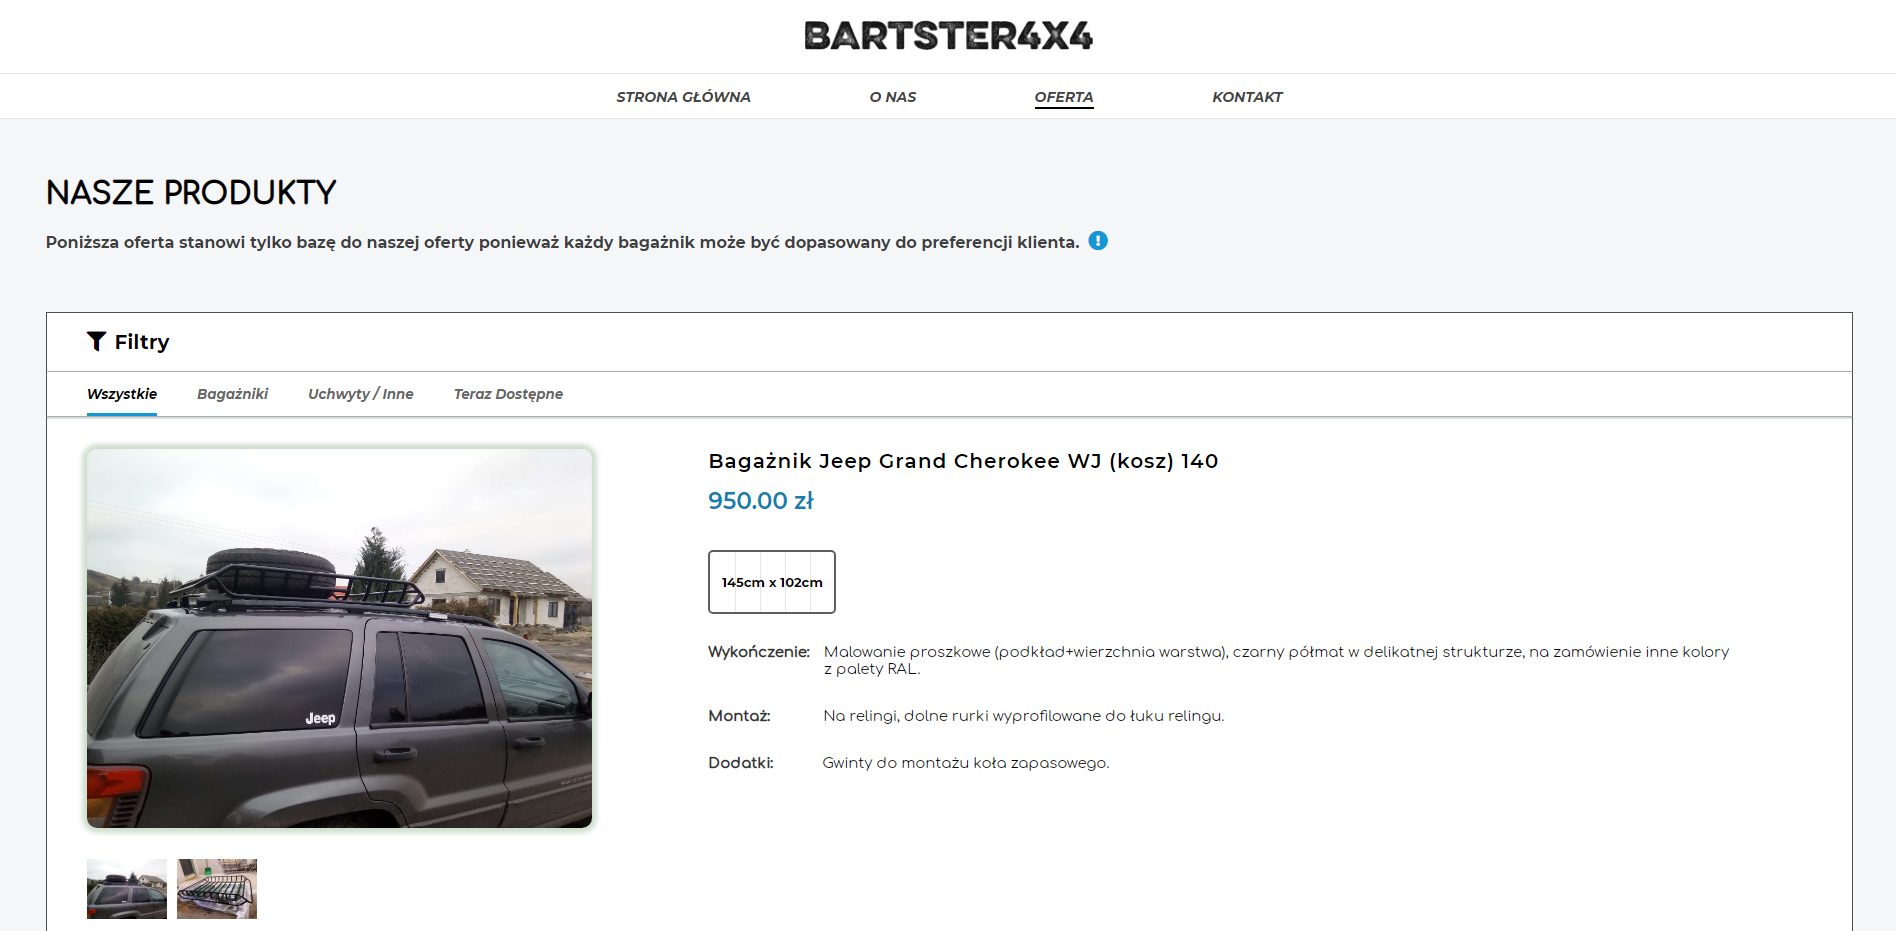 BARTSTER4X4
STRONA GŁÓWNA O NAS OFERTA KONTAKT
NASZE PRODUKTY
Poniższa oferta stanowi tylko bazę do naszej oferty ponieważ każdy bagażnik może być dopasowany do preferencji klienta.
Filtry
Wszystkie Bagażniki Uchwyty / Inne Teraz Dostępne
Bagażnik Jeep Grand Cherokee WJ (kosz) 140
950.00 zł
145cm x 102cm
Wykończenie: Malowanie proszkowe (podkład+wierzchnia warstwa), czarny półmat w delikatnej strukturze, na zamówienie inne kolory
z palety RAL.
Jeep
Montaż: Na relingi, dolne rurki wyprofilowane do łuku relingu.
Dodatki: Gwinty do montażu koła zapasowego.